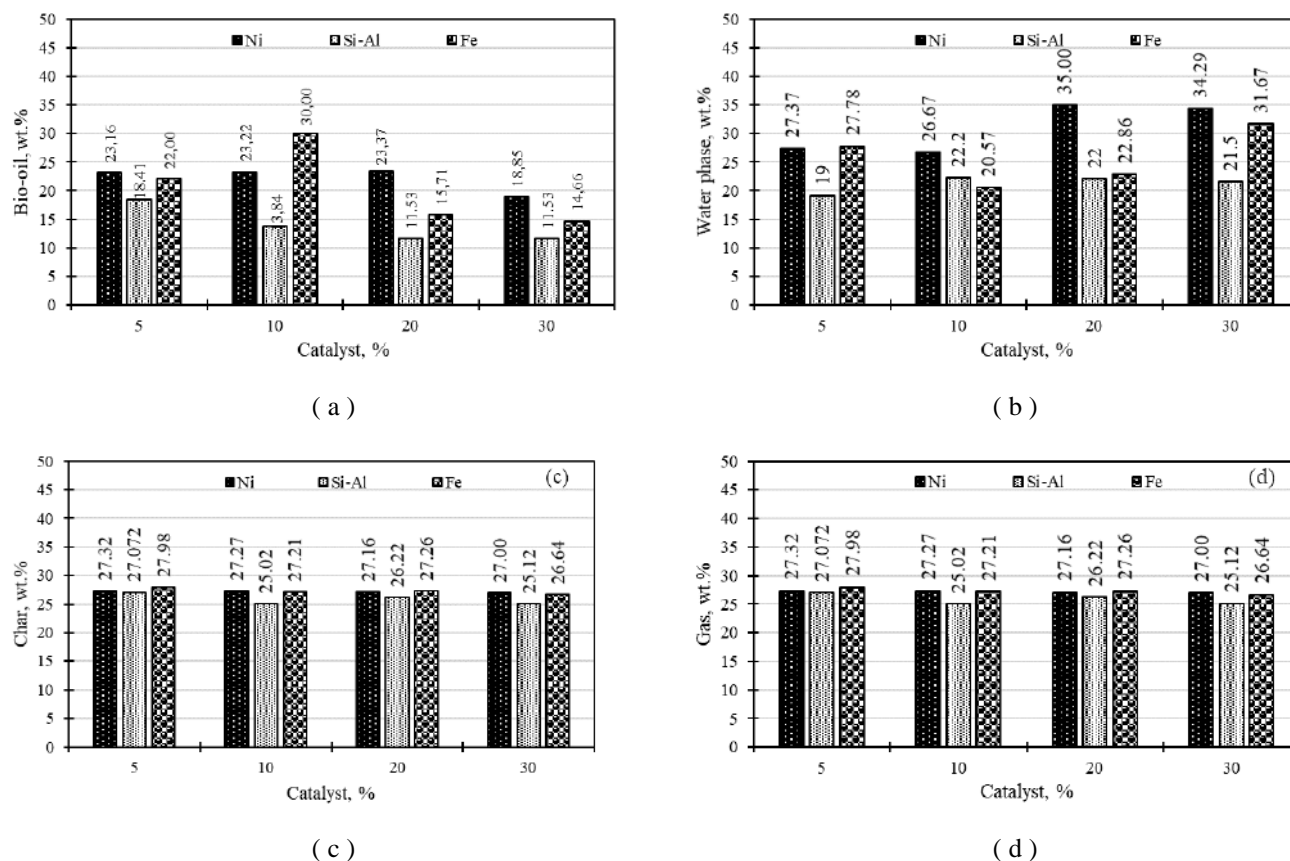 Ni Si-Al Fe
50
45
40
35
30
25
20
15
10
5
0
Bio-oil, wt.%
23,16 18,41 22,00 23,22 3,84 30,00 23,37 11.53 15,71 18,85 11.53 14,66
5 10 20 30
Catalyst, %
( a )
Ni Si-Al Fe
50
45
40
35
30
25
20
15
10
5
0
Water phase, wt.%
27.37 19 27.78 26.67 22.2 20.57 35.00 22 22.86 34.29 21.5 31.67
5 10 20 30
Catalyst, %
( b )
Ni Si-Al Fe (c)
50
45
40
35
30
25
20
15
10
5
0
Char, wt.%
27.32 27.072 27.98 27.27 25.02 27.21 27.16 26.22 27.26 27.00 25.12 26.64
5 10 20 30
Catalyst, %
( c )
Ni Si-Al Fe (d)
50
45
40
35
30
25
20
15
10
5
0
Gas, wt.%
27.32 27.072 27.98 27.27 25.02 27.21 27.16 26.22 27.26 27.00 25.12 26.64
5 10 20 30
Catalyst, %
( d )